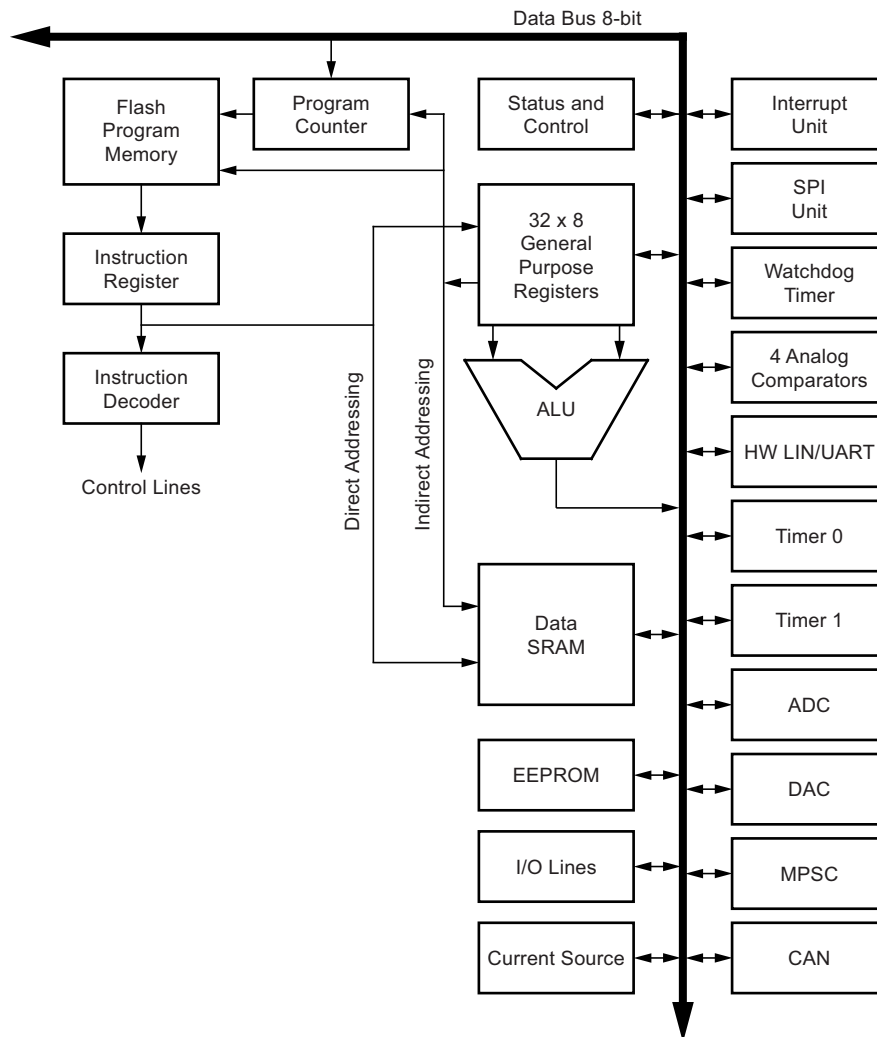 Data Bus 8-bit
Flash
Program
Memory
Program
Counter
Status and
Control
Interrupt
Unit
SPI
Unit
32 x 8
General
Purpose
Registers
Instruction
Register
Watchdog
Timer
Instruction
Decoder
4 Analog
Comparators
ALU
Direct Addressing
Indirect Addressing
HW LIN/UART
Control Lines
Timer 0
Data
SRAM
Timer 1
ADC
EEPROM
DAC
I/O Lines
MPSC
Current Source
CAN